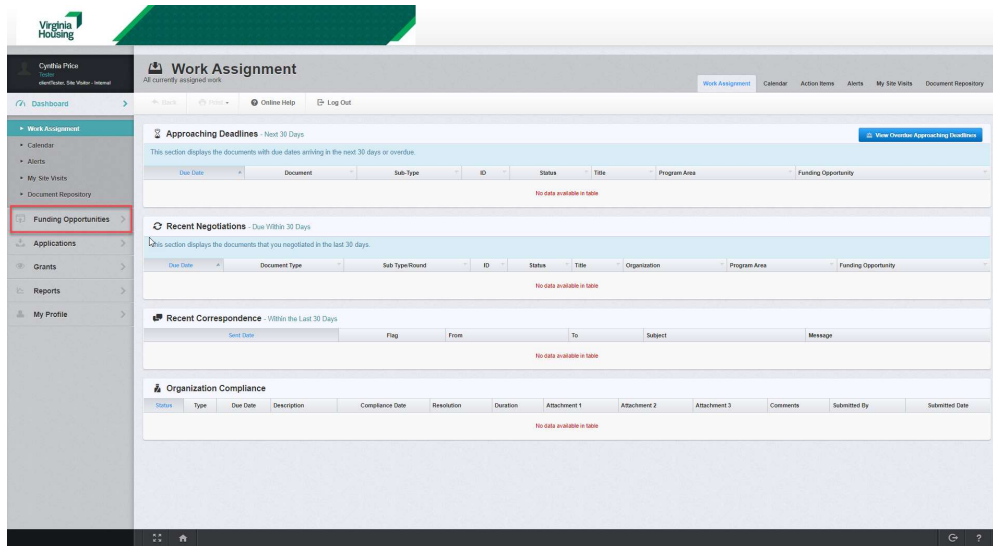 Virginia
Housing
Cynthia Price
Tester
clientTester, Site Visitor - Internal
Work Assignment
All currently assigned work
Work Assignment Calendar Action Items Alerts My Site Visits Document Repository
Dashboard
Back Print Online Help Log Out
Work Assignment
Calendar
Alerts
My Site Visits
Document Repository
Funding Opportunities
Applications
Grants
Reports
My Profile
Approaching Deadlines - Next 30 Days
View Overdue Approaching Deadlines
This section displays the documents with due dates arriving in the next 30 days or overdue.
Due Date Document Sub-Type ID Status Title Program Area Funding Opportunity
No data available in table
Recent Negotiations - Due Within 30 Days
This section displays the documents that you negotiated in the last 30 days.
Due Date Document Type Sub Type/Round ID Status Title Organization Program Area Funding Opportunity
No data available in table
Recent Correspondence - Within the Last 30 Days
Sent Date Flag From To Subject Message
No data available in table
Organization Compliance
Status Type Due Date Description Compliance Date Resolution Duration Attachment 1 Attachment 2 Attachment 3 Comments Submitted By Submitted Date
No data available in table